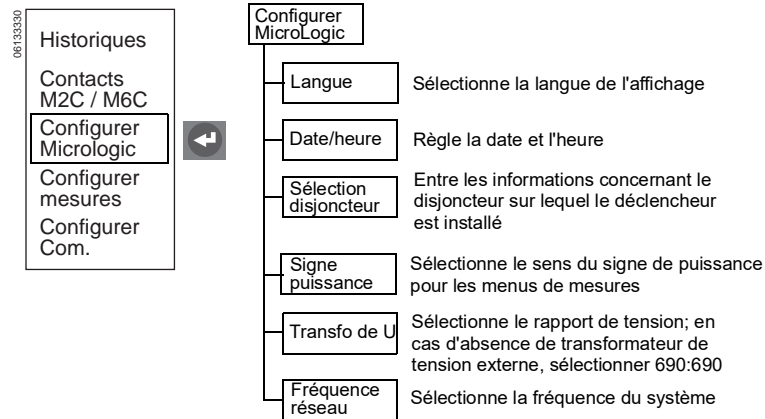 06133330
Historiques
Contacts
M2C / M6C
Configurer
Micrologic
Configurer
mesures
Configurer
Com.
Configurer
MicroLogic
Langue
Sélectionne la langue de l'affichage
Date/heure
Règle la date et l'heure
Sélection
disjoncteur
Entre les informations concernant le
disjoncteur sur lequel le déclencheur
est installé
Signe
puissance
Sélectionne le sens du signe de puissance
pour les menus de mesures
Transfo de U
Sélectionne le rapport de tension; en
cas d'absence de transformateur de
tension externe, sélectionner 690:690
Fréquence
réseau
Sélectionne la fréquence du système